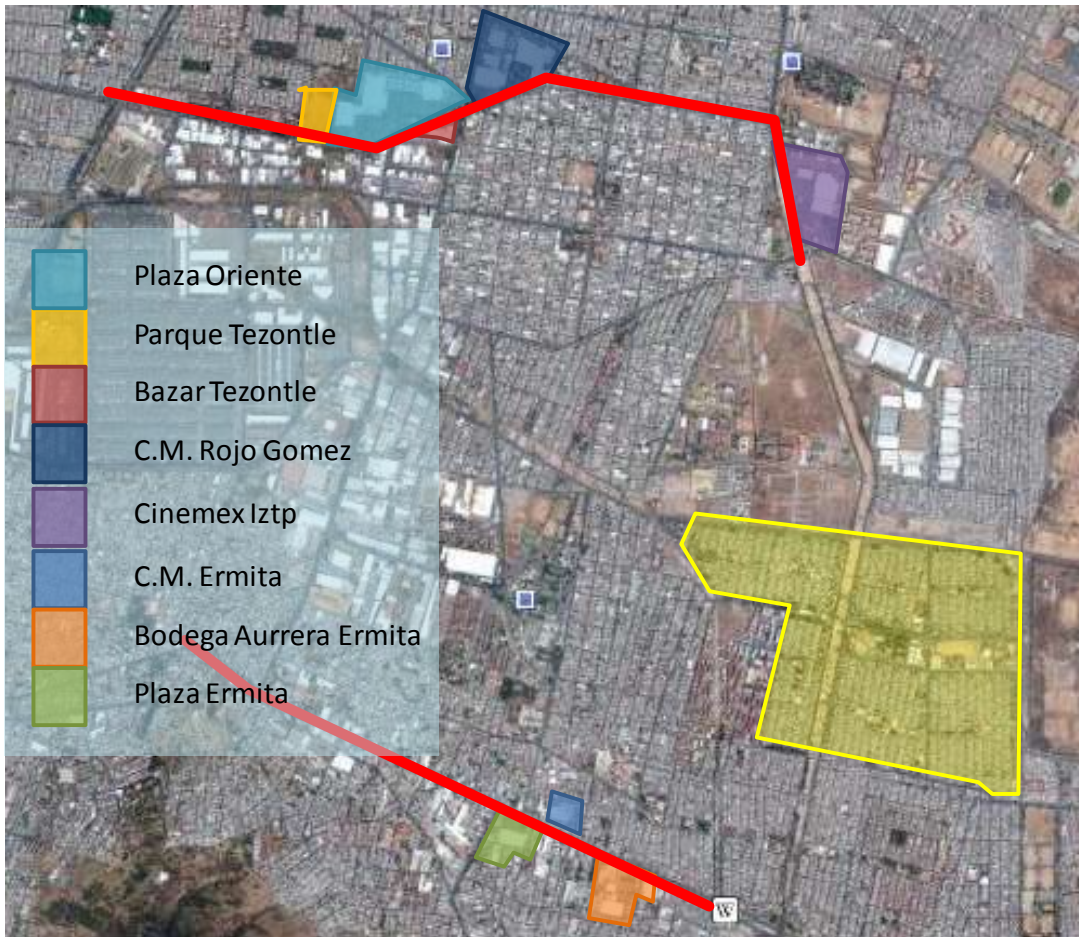 Plaza Oriente
Parque Tezontle
Bazar Tezontle
C.M. Rojo Gomez
Cinemex Iztp
C.M. Ermita
Bodega Aurrera Ermita
Plaza Ermita
W